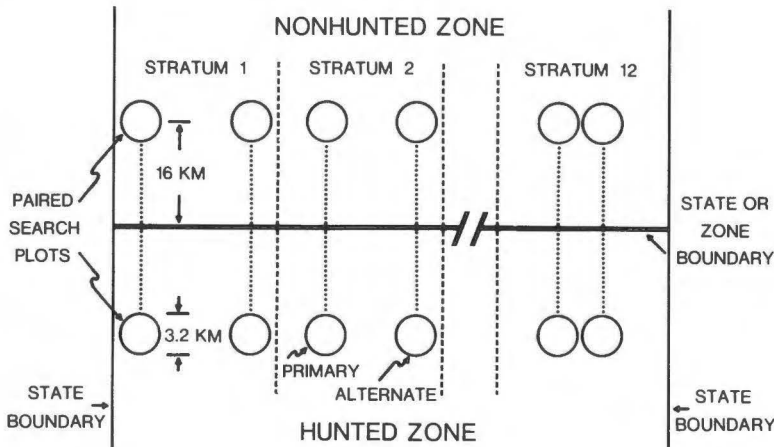 NONHUNTED ZONE
STRATUM 1
STRATUM 2
STRATUM 12
16 KM
PAIRED
SEARCH
PLOTS
STATE OR
ZONE
BOUNDARY
3.2 KM
PRIMARY
ALTERNATE
STATE
BOUNDARY
HUNTED ZONE
STATE
BOUNDARY